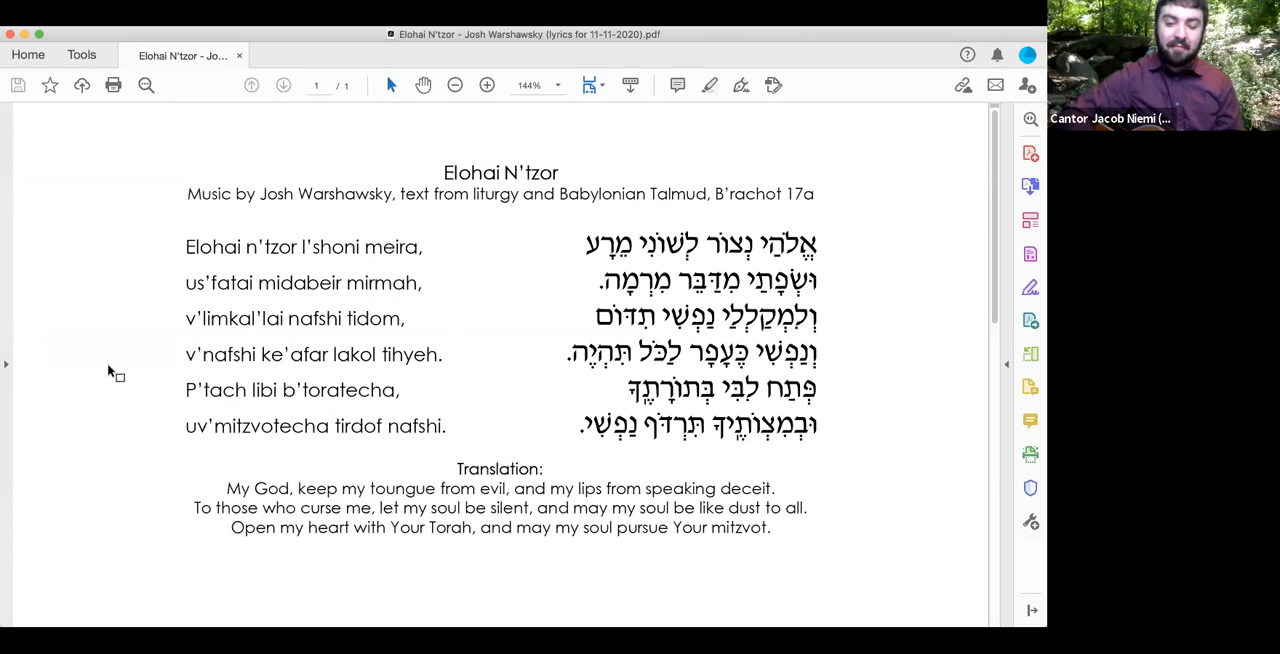 Elohai N'tzor - Josh Warshawsky (lyrics for 11-11-2020).pdf
Home
Tools
Elohai N'tzor - Jo... ×
1 / 1
144%
Cantor Jacob Niemi (...
Elohai N'tzor
Music by Josh Warshawsky, text from liturgy and Babylonian Talmud, B'rachot 17a
Elohai n'tzor l'shoni meira,
us'fatai midabeir mirmah,
v'limkal'lai nafshi tidom,
v'nafshi ke'afar lakol tihyeh.
P'tach libi b'toratecha,
uv'mitzvotecha tirdof nafshi.
אֱלֹהַי נְצוֹר לְשׁוֹנִי מֵרָע
וּשְׂפָתַי מִדַּבֵּר מִרְמָה.
וְלִמְקַלְלַי נַפְשִׁי תִדּוֹם
וְנַפְשִׁי כֶּעָפָר לַכֹּל תִּהְיֶה.
פְּתַח לִבִּי בְּתוֹרָתֶֽךָ
וּבְמִצְוֹתֶֽיךָ תִּרְדֹּף נַפְשִׁי.
Translation:
My God, keep my toungue from evil, and my lips from speaking deceit.
To those who curse me, let my soul be silent, and may my soul be like dust to all.
Open my heart with Your Torah, and may my soul pursue Your mitzvot.